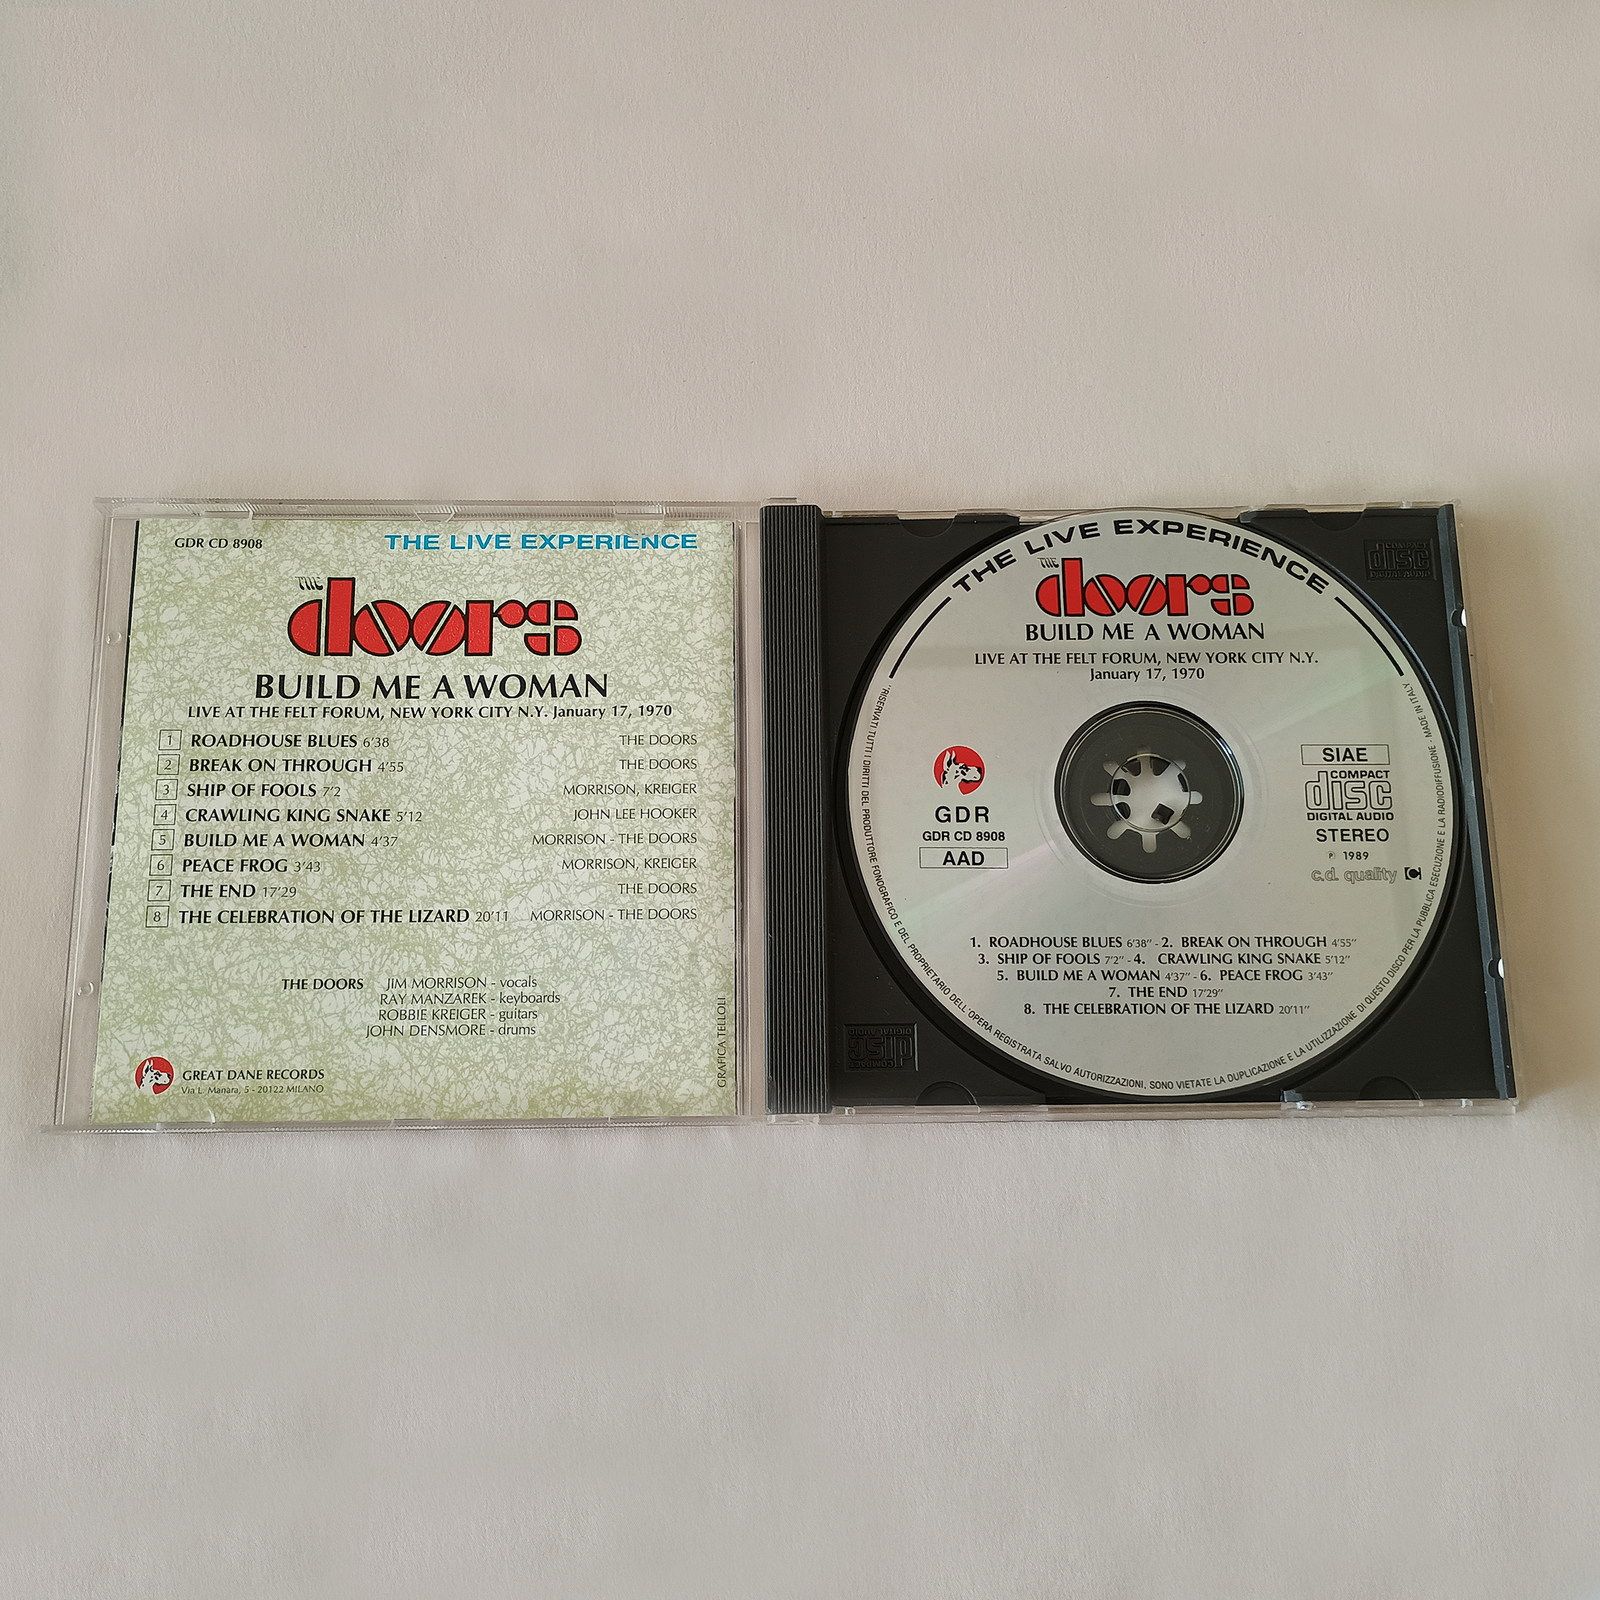 GDR CD 8908
THE LIVE EXPERIENCE
THE
doors
BUILD ME A WOMAN
LIVE AT THE FELT FORUM, NEW YORK CITY N.Y. January 17, 1970
1 ROADHOUSE BLUES 6'38 THE DOORS
2 BREAK ON THROUGH 4'55 THE DOORS
3 SHIP OF FOOLS 7'2 MORRISON, KREIGER
4 CRAWLING KING SNAKE 5'12 JOHN LEE HOOKER
5 BUILD ME A WOMAN 4'37 MORRISON - THE DOORS
6 PEACE FROG 3'43 MORRISON, KREIGER
7 THE END 17'29 THE DOORS
8 THE CELEBRATION OF THE LIZARD 20'11 MORRISON - THE DOORS
THE DOORS JIM MORRISON - vocals
RAY MANZAREK - keyboards
ROBBIE KREIGER - guitars
JOHN DENSMORE - drums
GREAT DANE RECORDS
Via L. Manara, 5 - 20122 MILANO
GRAFICA TELLOLI
THE LIVE EXPERIENCE
THE
doors
BUILD ME A WOMAN
LIVE AT THE FELT FORUM, NEW YORK CITY N.Y.
January 17, 1970
GDR
GDR CD 8908
AAD
SIAE
COMPACT
disc
DIGITAL AUDIO
STEREO
℗ 1989
c.d. quality
1. ROADHOUSE BLUES 6'38" - 2. BREAK ON THROUGH 4'55"
3. SHIP OF FOOLS 7'2" - 4. CRAWLING KING SNAKE 5'12"
5. BUILD ME A WOMAN 4'37" - 6. PEACE FROG 3'43"
7. THE END 17'29"
8. THE CELEBRATION OF THE LIZARD 20'11"
"RISERVATI TUTTI I DIRITTI DEL PRODUTTORE FONOGRAFICO E DEL PROPRIETARIO DELL'OPERA REGISTRATA SALVO AUTORIZZAZIONI, SONO VIETATE LA DUPLICAZIONE E LA UTILIZZAZIONE DI QUESTO DISCO PER LA PUBBLICA ESECUZIONE E LA RADIODIFFUSIONE - MADE IN ITALY
COMPACT
disc
DIGITAL AUDIO
COMPACT
disc
DIGITAL AUDIO